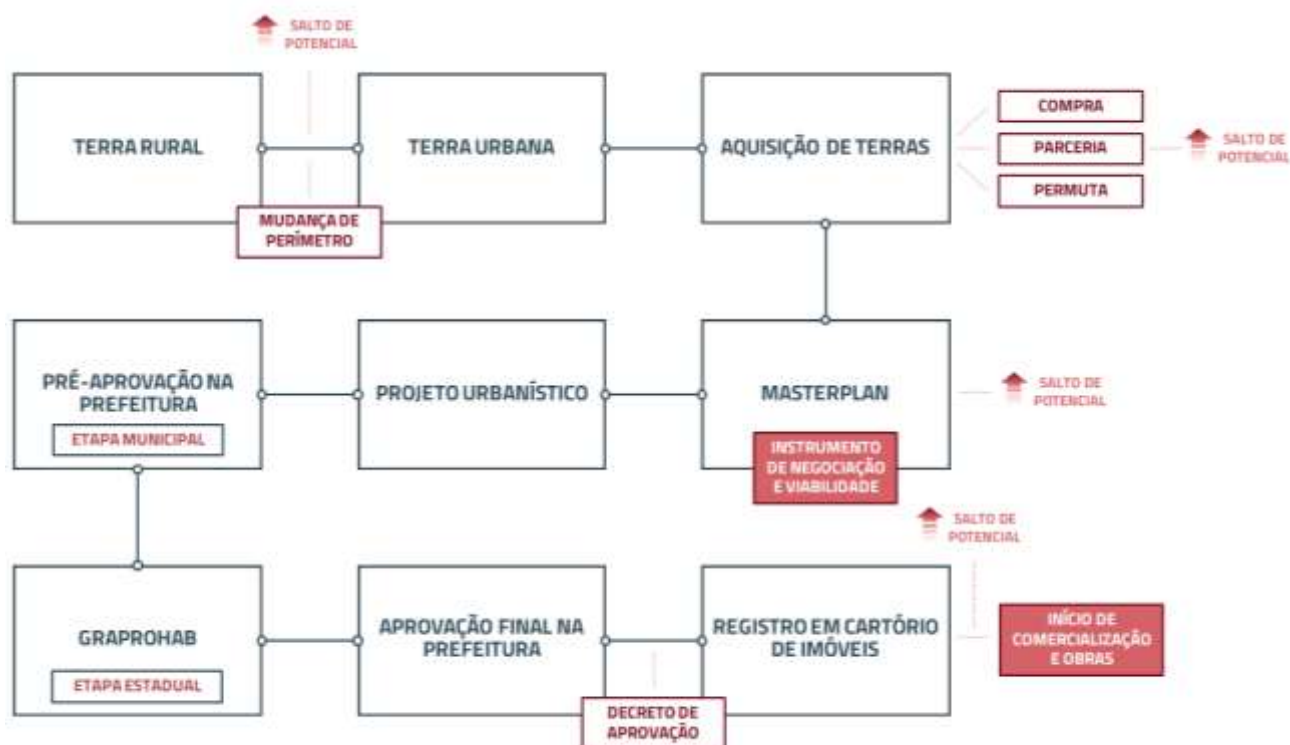 SALTO DE
POTENCIAL
TERRA RURAL
TERRA URBANA
AQUISIÇÃO DE TERRAS
COMPRA
PARCERIA
PERMUTA
SALTO DE
POTENCIAL
MUDANÇA DE
PERÍMETRO
PRÉ-APROVAÇÃO NA
PREFEITURA
ETAPA MUNICIPAL
PROJETO URBANÍSTICO
MASTERPLAN
INSTRUMENTO
DE NEGOCIAÇÃO
E VIABILIDADE
SALTO DE
POTENCIAL
SALTO DE
POTENCIAL
GRAPROHAB
ETAPA ESTADUAL
APROVAÇÃO FINAL NA
PREFEITURA
REGISTRO EM CARTÓRIO
DE IMÓVEIS
INÍCIO DE
COMERCIALIZAÇÃO
E OBRAS
DECRETO DE
APROVAÇÃO